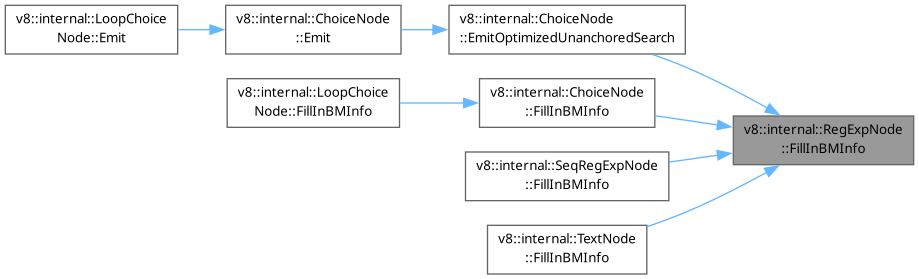 v8::internal::LoopChoice
Node::Emit
v8::internal::ChoiceNode
::Emit
v8::internal::ChoiceNode
::EmitOptimizedUnanchoredSearch
v8::internal::LoopChoice
Node::FillInBMInfo
v8::internal::ChoiceNode
::FillInBMInfo
v8::internal::RegExpNode
::FillInBMInfo
v8::internal::SeqRegExpNode
::FillInBMInfo
v8::internal::TextNode
::FillInBMInfo